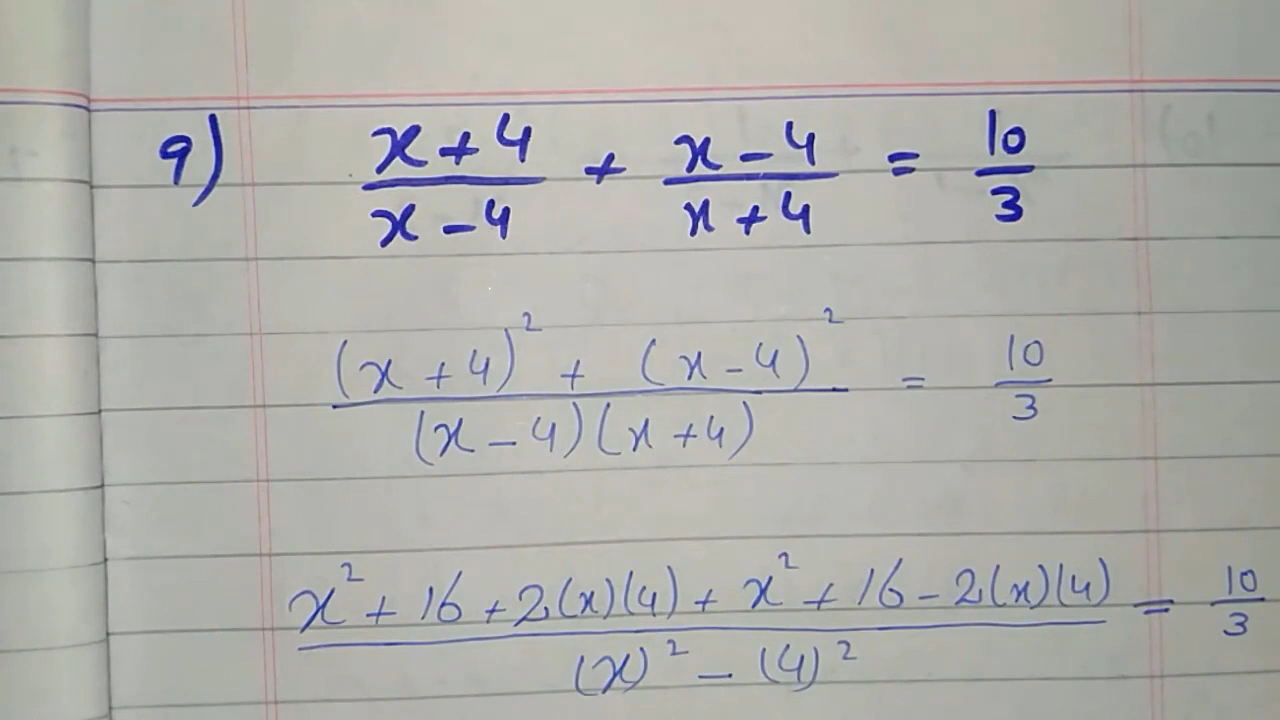 9) (x+4)/(x-4) + (x-4)/(x+4) = 10/3
((x+4)² + (x-4)²)/((x-4)(x+4)) = 10/3
(x²+16+2(x)(4)+x²+16-2(x)(4))/((x)²-(4)²) = 10/3